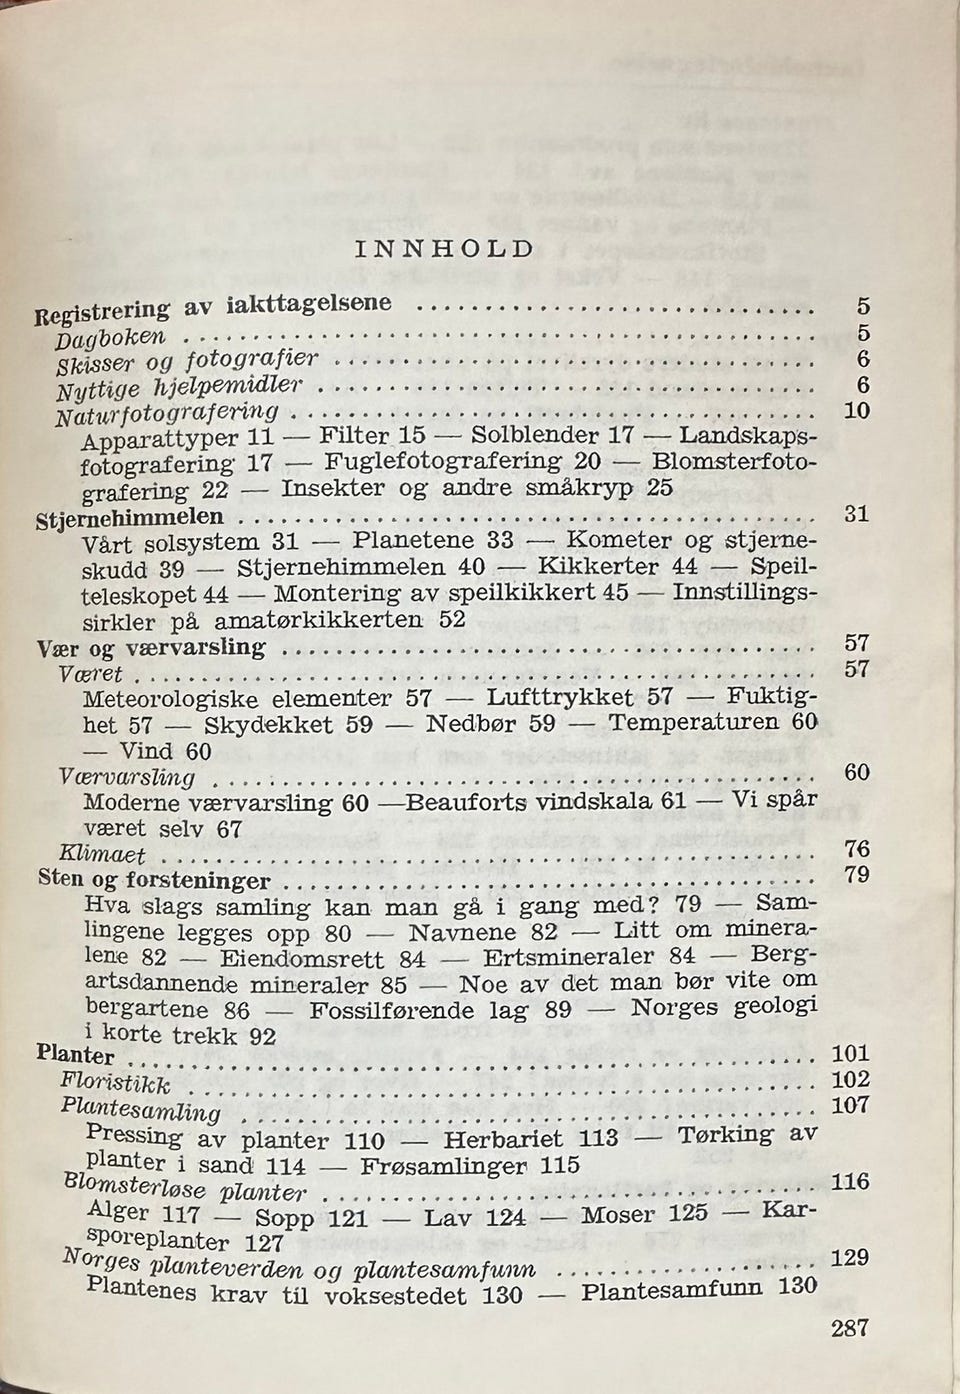 INNHOLD
Registrering av iakttagelsene ........................ 5
Dagboken ........................ 5
Skisser og fotografier ........................ 6
Nyttige hjelpemidler ........................ 6
Naturfotografering ........................ 10
Apparattyper 11 — Filter 15 — Solblender 17 — Landskaps-
fotografering 17 — Fuglefotografering 20 — Blomsterfoto-
grafering 22 — Insekter og andre småkryp 25
Stjernehimmelen ........................ 31
Vårt solsystem 31 — Planetene 33 — Kometer og stjerne-
skudd 39 — Stjernehimmelen 40 — Kikkerter 44 — Speil-
teleskopet 44 — Montering av speilkikkert 45 — Innstillings-
sirkler på amatørkikkerten 52
Vær og værvarsling ........................ 57
Været ........................ 57
Meteorologiske elementer 57 — Lufttrykket 57 — Fuktig-
het 57 — Skydekket 59 — Nedbør 59 — Temperaturen 60
— Vind 60
Værvarsling ........................ 60
Moderne værvarsling 60 —Beauforts vindskala 61 — Vi spår
været selv 67
Klimaet ........................ 76
Sten og forsteninger ........................ 79
Hva slags samling kan man gå i gang med? 79 — Sam-
lingene legges opp 80 — Navnene 82 — Litt om minera-
lene 82 — Eiendomsrett 84 — Ertsmineraler 84 — Berg-
artsdannende mineraler 85 — Noe av det man bør vite om
bergartene 86 — Fossilførende lag 89 — Norges geologi
i korte trekk 92
Planter ........................ 101
Floristikk ........................ 102
Plantesamling ........................ 107
Pressing av planter 110 — Herbariet 113 — Tørking av
planter i sand 114 — Frøsamlinger 115
Blomsterløse planter ........................ 116
Alger 117 — Sopp 121 — Lav 124 — Moser 125 — Kar-
sporeplanter 127
Norges planteverden og plantesamfunn ........................ 129
Plantenes krav til voksestedet 130 — Plantesamfunn 130
287